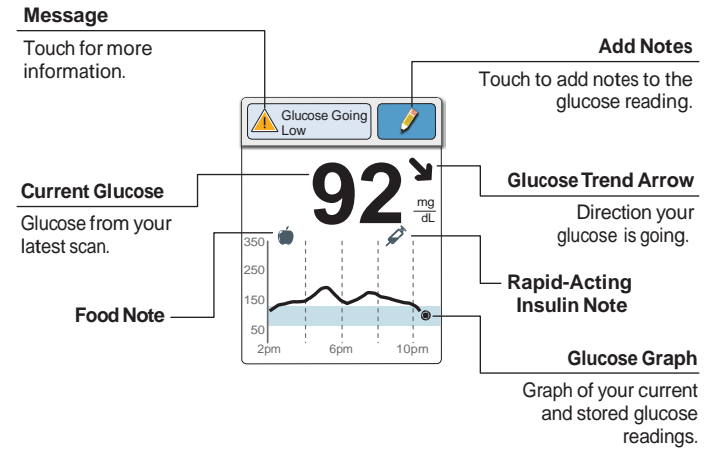 Message
Touch for more
information.
Add Notes
Touch to add notes to the
glucose reading.
Glucose Going
Low
Current Glucose
Glucose from your
latest scan.
92
mg
dL
Glucose Trend Arrow
Direction your
glucose is going.
Food Note
Rapid-Acting
Insulin Note
350
250
150
50
2pm
6pm
10pm
Glucose Graph
Graph of your current
and stored glucose
readings.